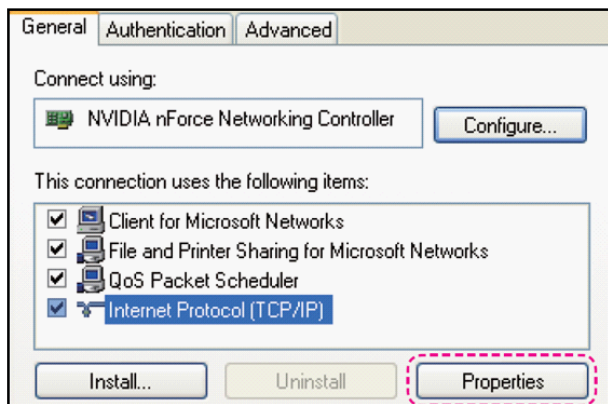 General Authentication Advanced
Connect using:
NVIDIA nForce Networking Controller Configure...
This connection uses the following items:
Client for Microsoft Networks
File and Printer Sharing for Microsoft Networks
QoS Packet Scheduler
Internet Protocol (TCP/IP)
Install... Uninstall Properties